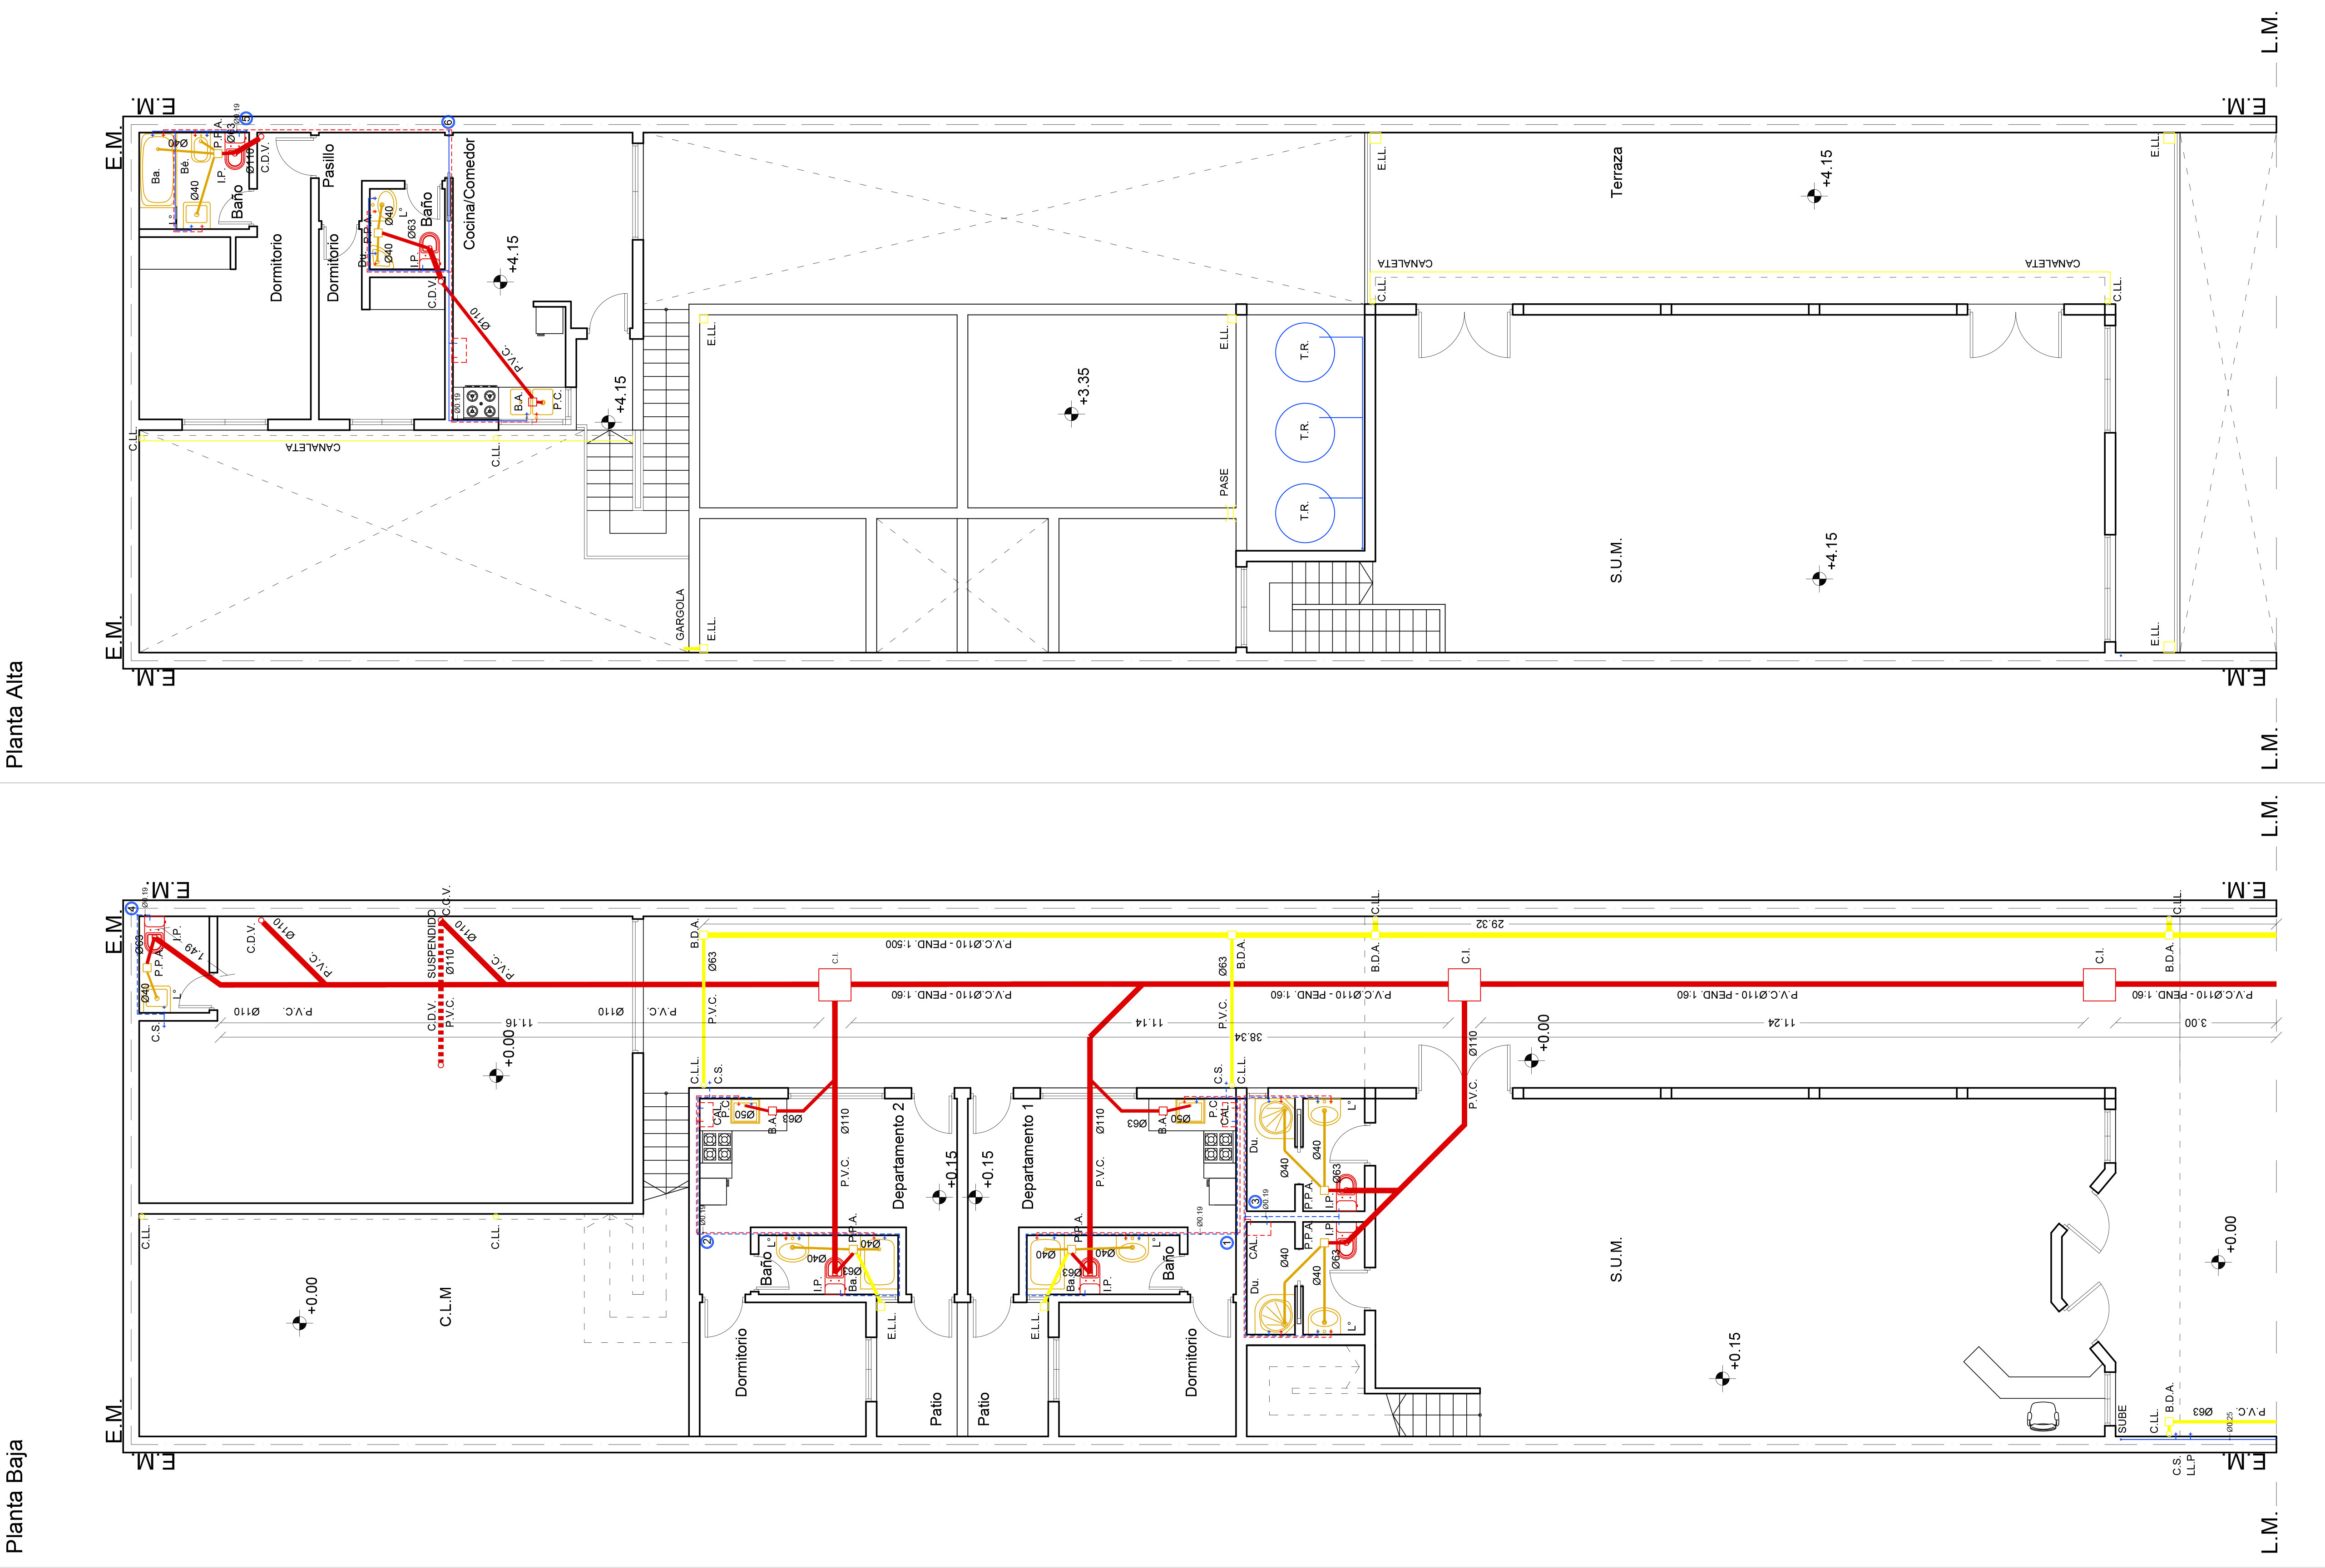 Planta Alta
L.M.
E.M.
E.M.
E.M.
Ba.
Ø40
Bé.
P.P.A.
Ø63
Ø0.19
5
Ø110
C.D.V.
I.P.
Ø40
L°
Baño
Pasillo
Dormitorio
Dormitorio
6
Cocina/Comedor
P.P.A.
Ø40
L°
Baño
Ø63
Du.
Ø40
I.P.
C.D.V.
Ø110
P.V.C.
+4.15
Ø0.19
B.A.
P.C.
+4.15
C.LL.
CANALETA
C.LL.
GARGOLA
E.LL.
E.LL.
E.LL.
PASE
+3.35
T.R.
T.R.
T.R.
E.LL.
Terraza
+4.15
E.LL.
CANALETA
CANALETA
C.LL.
C.LL.
S.U.M.
+4.15
E.LL.
E.M.
E.M.
E.M.
L.M.
Planta Baja
L.M.
E.M.
E.M.
E.M.
4
Ø0.19
Ø63
P.P.A.
I.P.
1.49
Ø40
L°
C.S.
C.D.V.
Ø110
P.V.C.
SUSPENDIDO
C.C.V.
Ø110
P.V.C.
C.D.V.
P.V.C.
Ø110
Ø110
P.V.C.
Ø110
P.V.C.
11.16
+0.00
B.D.A.
29.32
P.V.C.Ø110 - PEND. 1:500
Ø63
P.V.C.
C.I.
P.V.C.Ø110 - PEND. 1:60
Ø63
B.D.A.
P.V.C.
P.V.C.Ø110 - PEND. 1:60
C.LL.
B.D.A.
C.I.
P.V.C.Ø110 - PEND. 1:60
C.I.
C.LL.
B.D.A.
P.V.C.Ø110 - PEND. 1:60
11.14
38.34
11.24
3.00
C.L.L.
C.S.
C.S.
C.L.L.
Ø110
P.V.C.
+0.00
CAL.
P.C.
Ø50
B.A.
Ø63
Ø110
P.V.C.
Departamento 2
+0.15
+0.15
Departamento 1
Ø110
P.V.C.
Ø63
B.A.
Ø50
P.C.
CAL.
Ø0.19
2
Baño
L°
Ø40
P.P.A.
Ø40
I.P.
Ø63
Ba.
E.L.L.
Dormitorio
Patio
Patio
P.P.A.
Ø40
Ø40
L°
Ø63
Ba.
I.P.
Baño
E.L.L.
Dormitorio
Ø0.19
1
Du.
Ø40
Ø40
L°
3
Ø0.19
P.P.A.
Ø63
I.P.
CAL.
P.P.A.
I.P.
Ø63
Du.
Ø40
Ø40
L°
C.LL.
C.LL.
C.L.M
+0.00
S.U.M.
+0.15
+0.00
SUBE
C.LL.
B.D.A.
Ø63
P.V.C.
Ø0.25
C.S.
LL.P
E.M.
E.M.
E.M.
L.M.